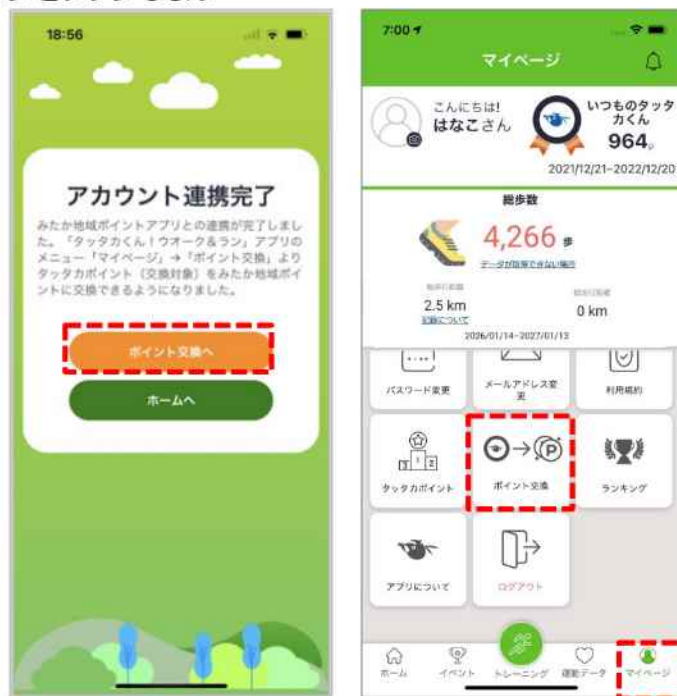 18:56
アカウント連携完了
みたか地域ポイントアプリとの連携が完了しまし
た。「タッタカくん！ウオーク＆ラン」アプリの
メニュー「マイページ」→「ポイント交換」より
タッタカポイント（交換対象）をみたか地域ポイ
ントに交換できるようになりました。
ポイント交換へ
ホームへ
7:00
マイページ
こんにちは!
はなこさん
いつものタッタ
カくん
964
2021/12/21–2022/12/20
総歩数
4,266 歩
データが取得できない場合
2.5 km
記録について
0 km
2026/01/14–2027/01/13
パスワード変更
メールアドレス変
更
利用規約
タッタカポイント
ポイント交換
ランキング
アプリについて
ログアウト
ホーム
イベント
トレーニング
運動データ
マイページ